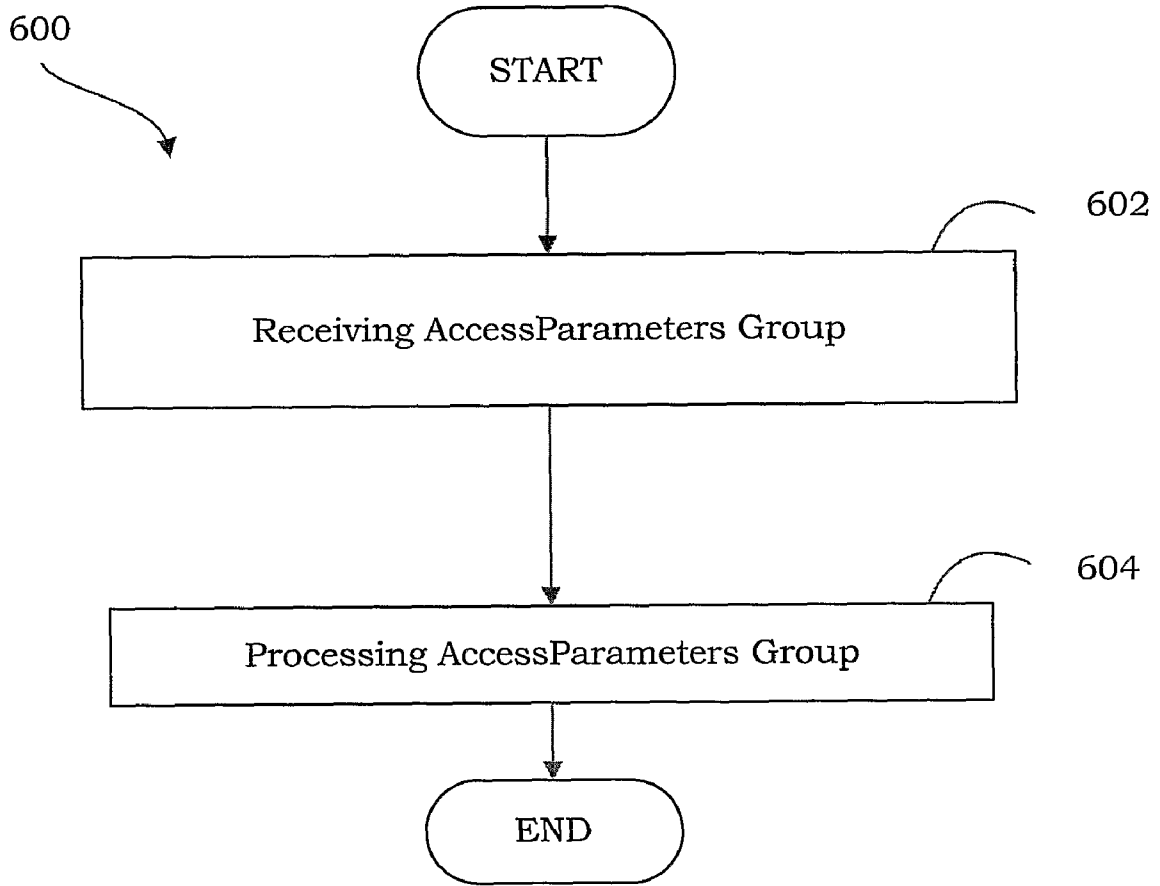 600
START
602
Receiving AccessParameters Group
604
Processing AccessParameters Group
END